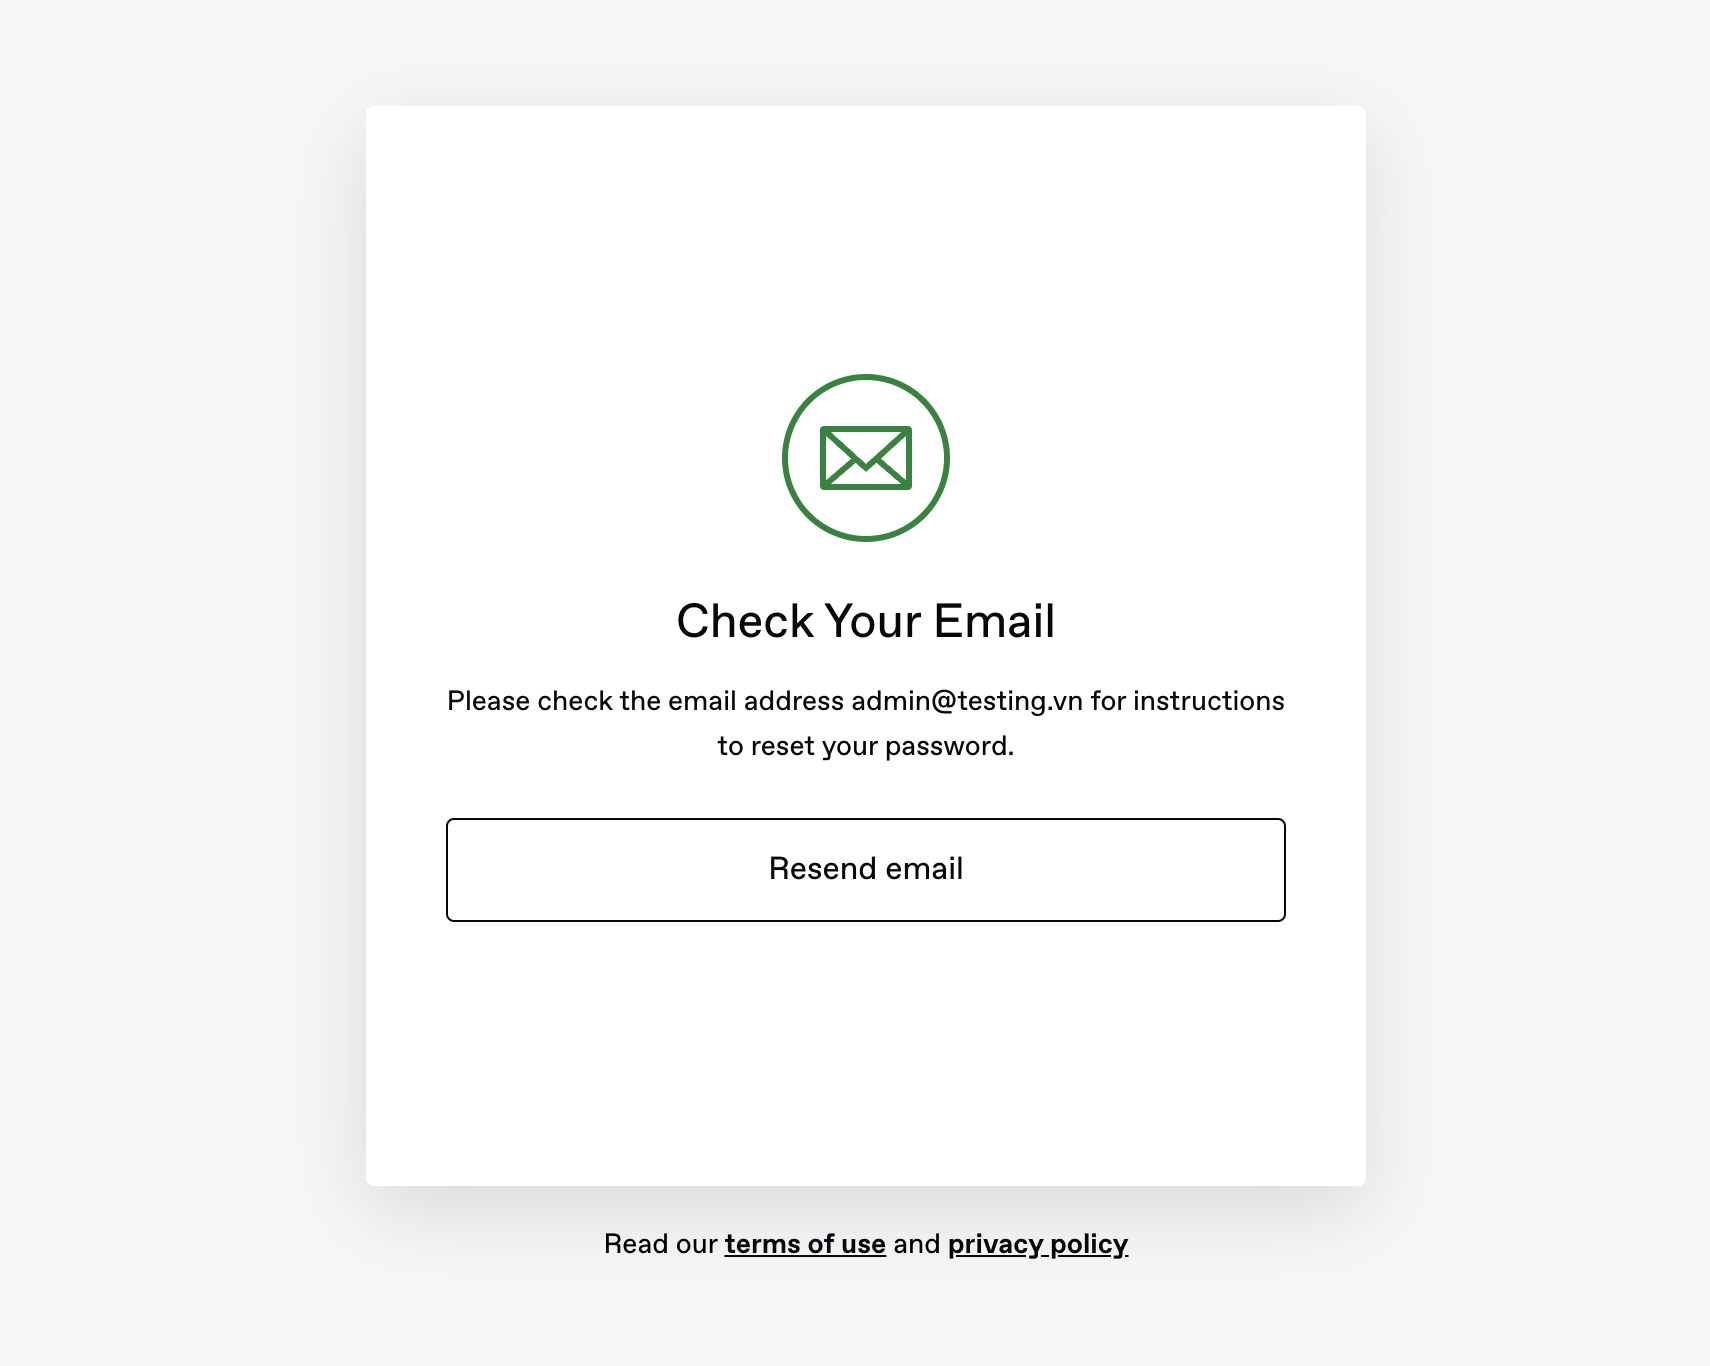 Check Your Email
Please check the email address admin@testing.vn for instructions
to reset your password.
Resend email
Read our terms of use and privacy policy